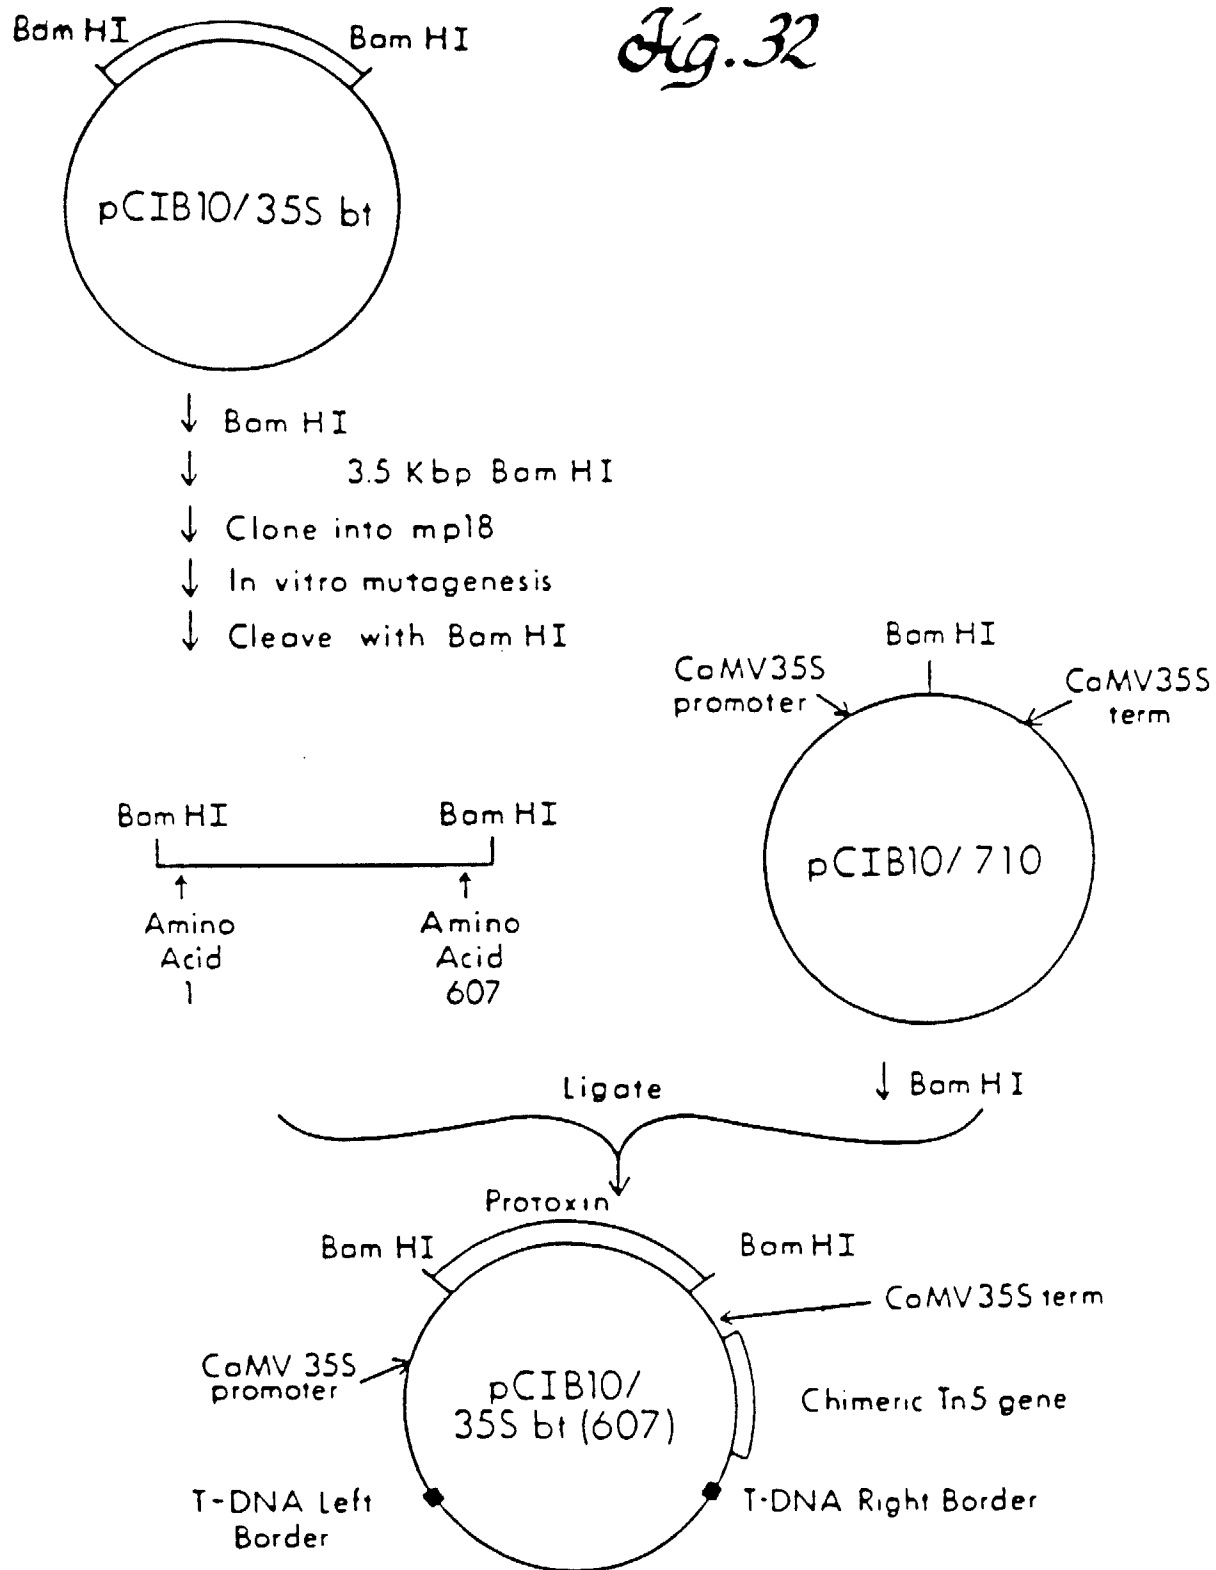 Fig. 32
Bam HI
Bam HI
pCIB10/35S bt
Bam HI
3.5 Kbp Bam HI
Clone into mp18
In vitro mutagenesis
Cleave with Bam HI
Bam HI
CaMV35S
promoter
CaMV35S
term
pCIB10/710
Bam HI
Bam HI
Amino
Acid
1
Amino
Acid
607
Bam HI
Ligate
Protoxin
Bam HI
Bam HI
CaMV35S term
CaMV 35S
promoter
pCIB10/
35S bt (607)
Chimeric Tn5 gene
T-DNA Left
Border
T-DNA Right Border